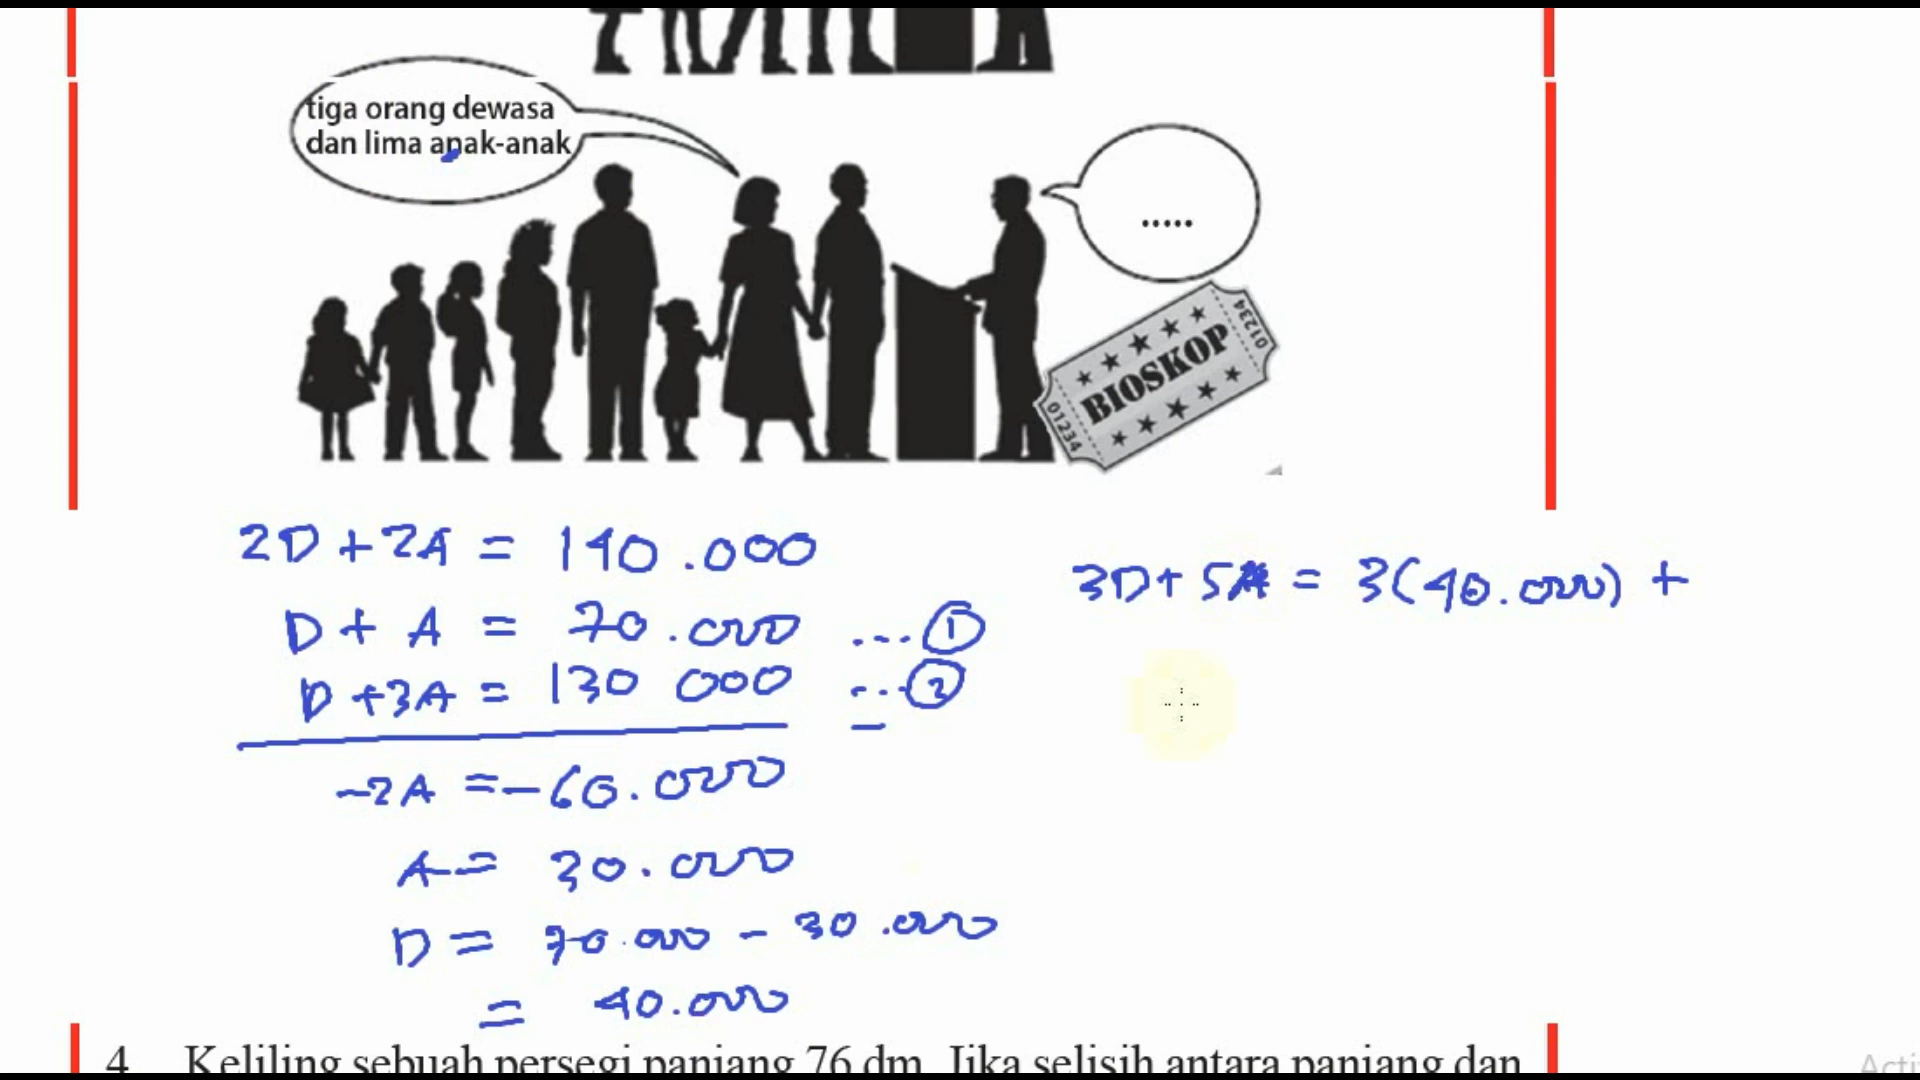 tiga orang dewasa
dan lima anak-anak
.....
01234
BIOSKOP
01234
2D + 2A = 140.000
D + A = 70.000 ... 1
D + 3A = 130 000 ... 2
-2A = -60.000
A = 30.000
D = 70.000 - 30.000
= 40.000
3D + 5A = 3(40.000) +
4. Keliling sebuah persegi panjang 76 dm. Jika selisih antara panjang dan
Acti